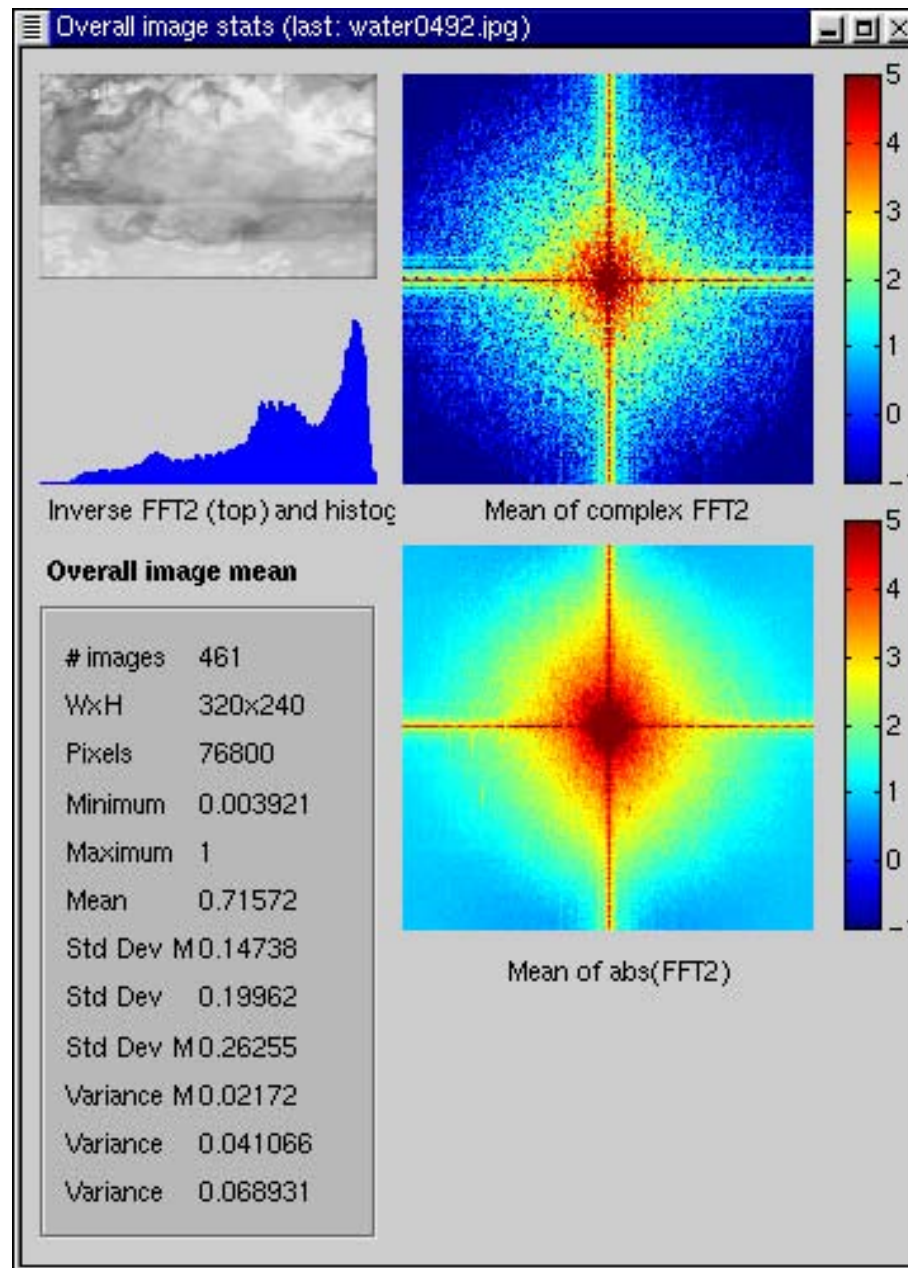 Overall image stats (last: water0492.jpg)
5
4
3
2
1
0
Inverse FFT2 (top) and histog
Mean of complex FFT2
5
4
3
2
1
0
Mean of abs(FFT2)
Overall image mean
# images 461
WxH 320x240
Pixels 76800
Minimum 0.003921
Maximum 1
Mean 0.71572
Std Dev M 0.14738
Std Dev 0.19962
Std Dev M 0.26255
Variance M 0.02172
Variance 0.041066
Variance 0.068931